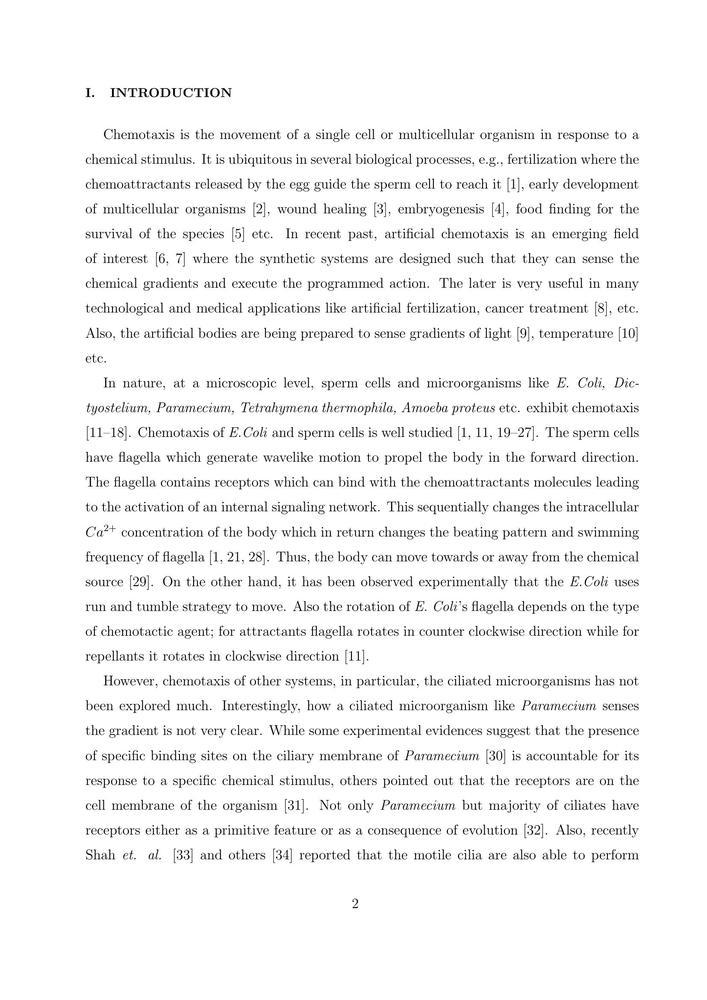 I. INTRODUCTION
Chemotaxis is the movement of a single cell or multicellular organism in response to a
chemical stimulus. It is ubiquitous in several biological processes, e.g., fertilization where the
chemoattractants released by the egg guide the sperm cell to reach it [1], early development
of multicellular organisms [2], wound healing [3], embryogenesis [4], food finding for the
survival of the species [5] etc. In recent past, artificial chemotaxis is an emerging field
of interest [6, 7] where the synthetic systems are designed such that they can sense the
chemical gradients and execute the programmed action. The later is very useful in many
technological and medical applications like artificial fertilization, cancer treatment [8], etc.
Also, the artificial bodies are being prepared to sense gradients of light [9], temperature [10]
etc.
In nature, at a microscopic level, sperm cells and microorganisms like E. Coli, Dic-
tyostelium, Paramecium, Tetrahymena thermophila, Amoeba proteus etc. exhibit chemotaxis
[11–18]. Chemotaxis of E.Coli and sperm cells is well studied [1, 11, 19–27]. The sperm cells
have flagella which generate wavelike motion to propel the body in the forward direction.
The flagella contains receptors which can bind with the chemoattractants molecules leading
to the activation of an internal signaling network. This sequentially changes the intracellular
Ca²⁺ concentration of the body which in return changes the beating pattern and swimming
frequency of flagella [1, 21, 28]. Thus, the body can move towards or away from the chemical
source [29]. On the other hand, it has been observed experimentally that the E.Coli uses
run and tumble strategy to move. Also the rotation of E. Coli's flagella depends on the type
of chemotactic agent; for attractants flagella rotates in counter clockwise direction while for
repellants it rotates in clockwise direction [11].
However, chemotaxis of other systems, in particular, the ciliated microorganisms has not
been explored much. Interestingly, how a ciliated microorganism like Paramecium senses
the gradient is not very clear. While some experimental evidences suggest that the presence
of specific binding sites on the ciliary membrane of Paramecium [30] is accountable for its
response to a specific chemical stimulus, others pointed out that the receptors are on the
cell membrane of the organism [31]. Not only Paramecium but majority of ciliates have
receptors either as a primitive feature or as a consequence of evolution [32]. Also, recently
Shah et. al. [33] and others [34] reported that the motile cilia are also able to perform
2